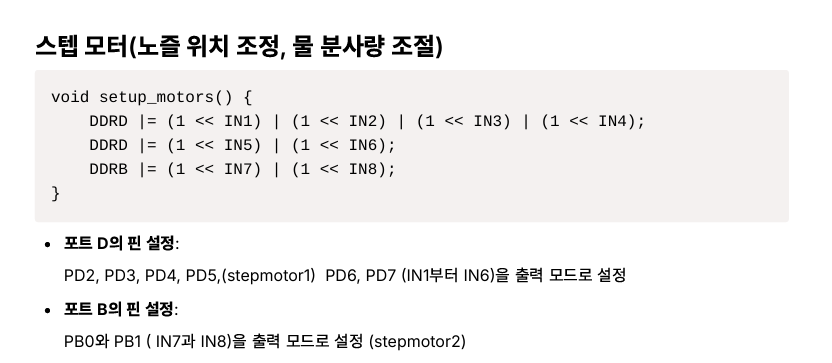 스텝 모터(노즐 위치 조정, 물 분사량 조절)
void setup_motors() {
    DDRD |= (1 << IN1) | (1 << IN2) | (1 << IN3) | (1 << IN4);
    DDRD |= (1 << IN5) | (1 << IN6);
    DDRB |= (1 << IN7) | (1 << IN8);
}
• 포트 D의 핀 설정:
PD2, PD3, PD4, PD5,(stepmotor1)  PD6, PD7 (IN1부터 IN6)을 출력 모드로 설정
• 포트 B의 핀 설정:
PB0와 PB1 ( IN7과 IN8)을 출력 모드로 설정 (stepmotor2)